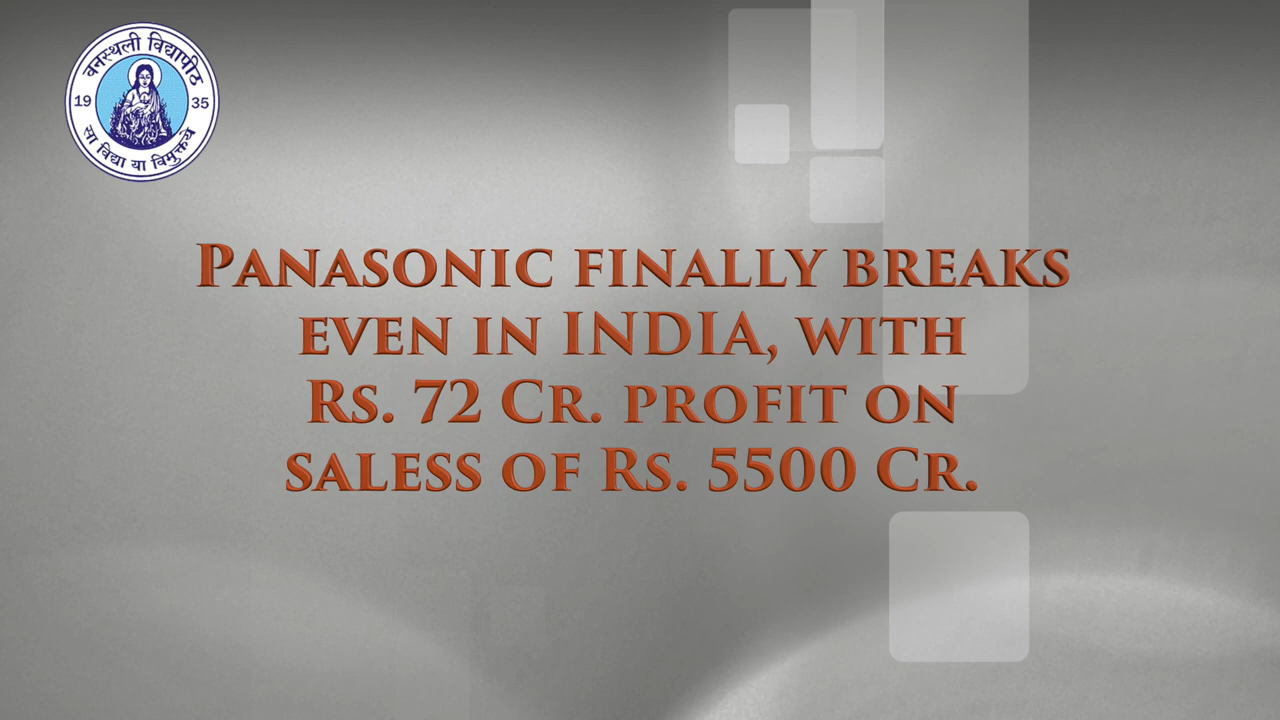 वनस्थली विद्यापीठ
19 35
सा विद्या या विमुक्तये
PANASONIC FINALLY BREAKS
EVEN IN INDIA, WITH
RS. 72 CR. PROFIT ON
SALESS OF RS. 5500 CR.